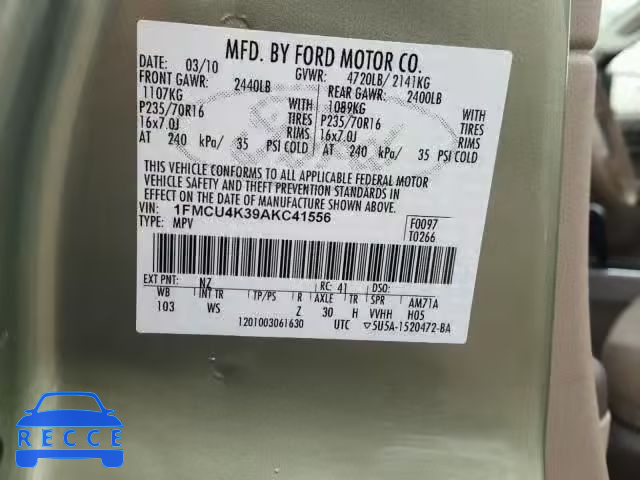 MFD. BY FORD MOTOR CO.
DATE: 03/10 GVWR: 4720LB/ 2141KG
FRONT GAWR: 2440LB REAR GAWR: 2400LB
1107KG WITH 1089KG WITH
P235/70R16 TIRES P235/70R16 TIRES
16x7.0J RIMS 16x7.0J RIMS
AT 240 kPa/ 35 PSI COLD AT 240 kPa/ 35 PSI COLD
THIS VEHICLE CONFORMS TO ALL APPLICABLE FEDERAL MOTOR
VEHICLE SAFETY AND THEFT PREVENTION STANDARDS IN
EFFECT ON THE DATE OF MANUFACTURE SHOWN ABOVE.
VIN: 1FMCU4K39AKC41556 F0097
TYPE: MPV T0266
EXT PNT: NZ RC: 41 DSO:
WB INT TR TP/PS R AXLE TR SPR AM71A
103 WS Z 30 H VVHH H05
1201003061630 UTC ▽5U5A-1520472-BA
Ford
RECCE